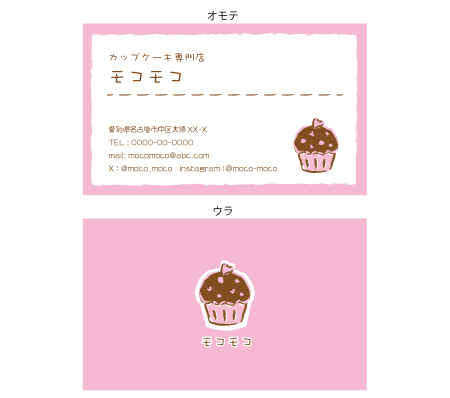 オモテ
カップケーキ専門店
モコモコ
愛知県名古屋市中区大須 XX-X
TEL : 0000-00-0000
mail: mocomoco@abc.com
X : @moco_moco Instagram :@moco-moco
ウラ
モコモコ